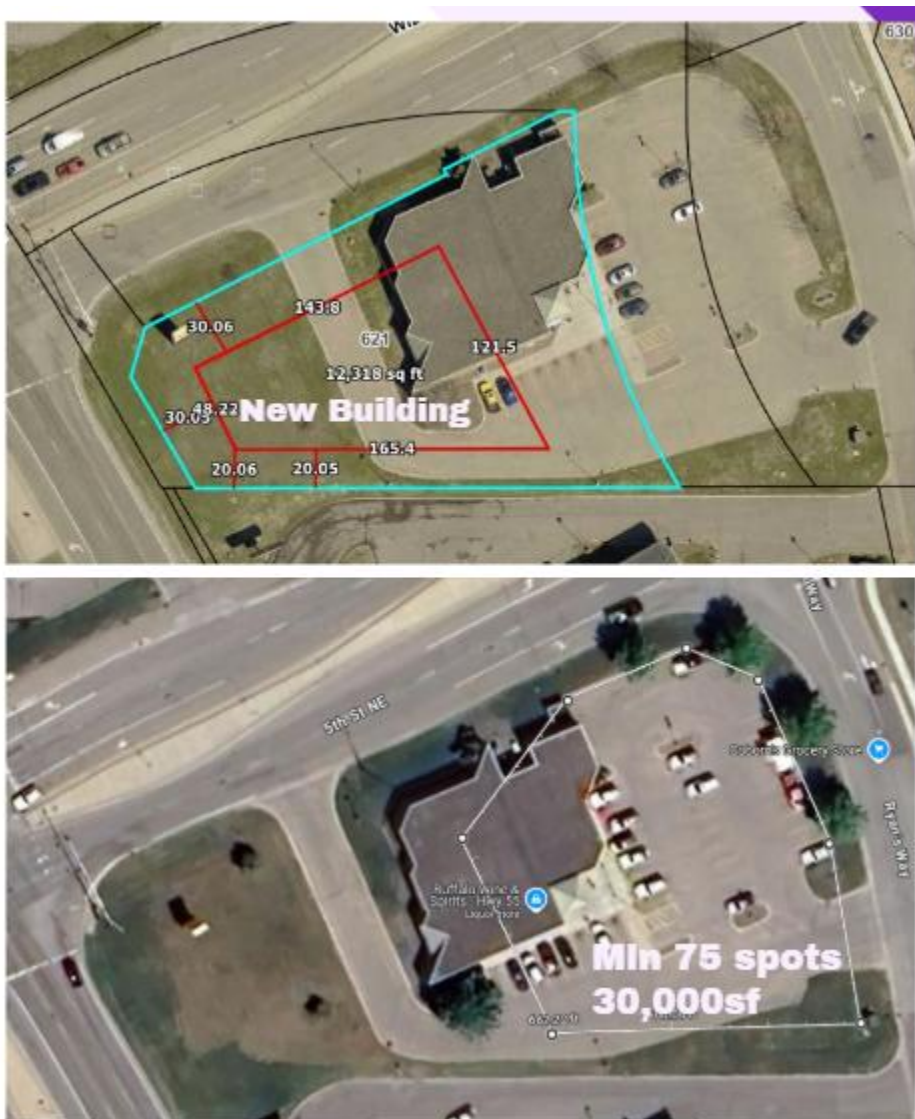 630
30.06
143.8
621
121.5
12,318 sq ft
48.22
30.05
New Building
165.4
20.06
20.05
Way
5th St NE
Grocery Store
Ryan's Way
Buffalo Wine &
Spirits - Hwy 55
Liquor store
Min 75 spots
30,000sf